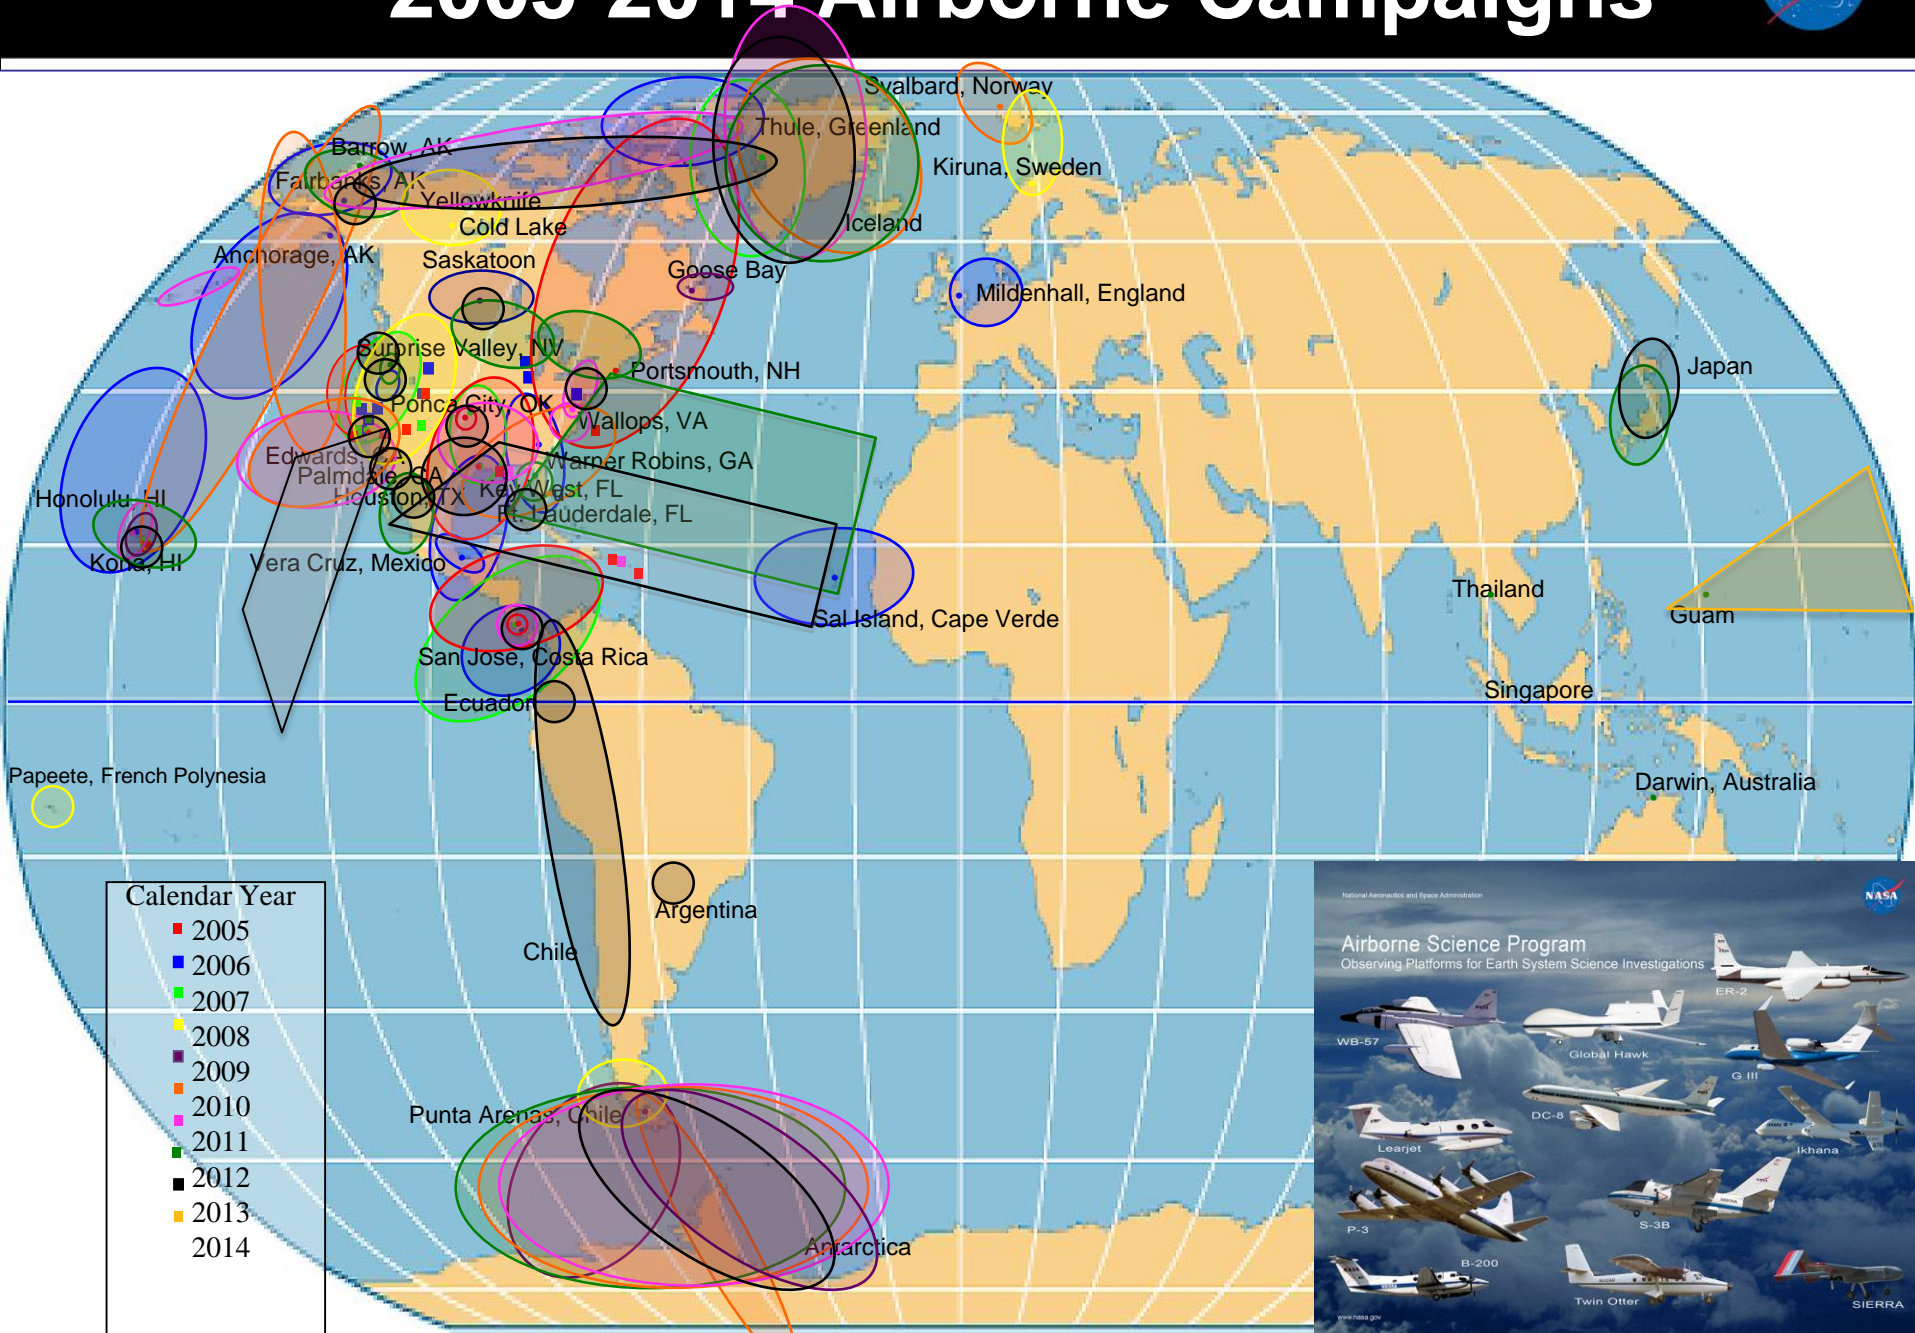 2005-2014 Airborne Campaigns
Svalbard, Norway
Thule, Greenland
Barrow, AK
Kiruna, Sweden
Fairbanks, AK
Yellowknife
Iceland
Cold Lake
Anchorage, AK
Saskatoon
Goose Bay
Mildenhall, England
Surprise Valley, NV
Portsmouth, NH
Japan
Ponca City, OK
Wallops, VA
Edwards, CA
Warner Robins, GA
Palmdale, CA
Honolulu, HI
Houston, TX
Key West, FL
Ft. Lauderdale, FL
Kona, HI
Vera Cruz, Mexico
Thailand
Guam
Sal Island, Cape Verde
San Jose, Costa Rica
Singapore
Ecuador
Papeete, French Polynesia
Darwin, Australia
Argentina
Chile
Punta Arenas, Chile
Antarctica
Calendar Year
2005
2006
2007
2008
2009
2010
2011
2012
2013
2014
National Aeronautics and Space Administration
NASA
Airborne Science Program
Observing Platforms for Earth System Science Investigations
ER-2
WB-57
Global Hawk
G III
DC-8
Learjet
Ikhana
P-3
S-3B
B-200
Twin Otter
SIERRA
www.nasa.gov